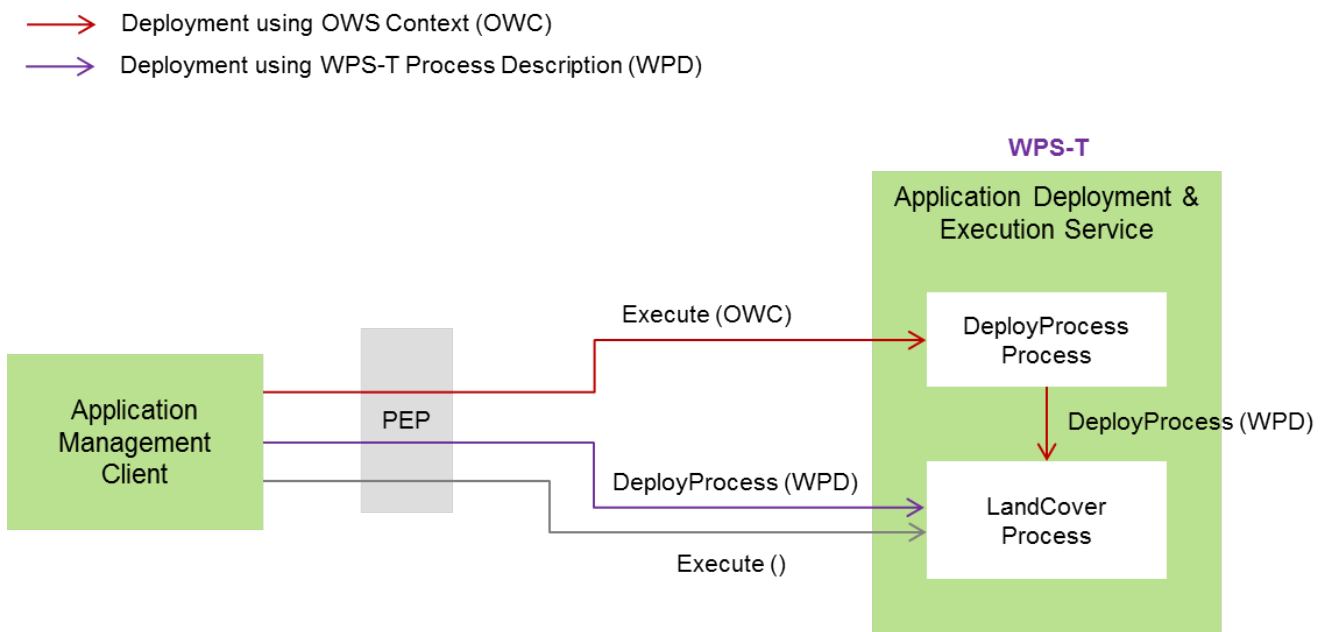 Deployment using OWS Context (OWC)
Deployment using WPS-T Process Description (WPD)
WPS-T
Application Deployment &
Execution Service
Execute (OWC)
DeployProcess
Process
Application
Management
Client
PEP
DeployProcess (WPD)
DeployProcess (WPD)
LandCover
Process
Execute ()